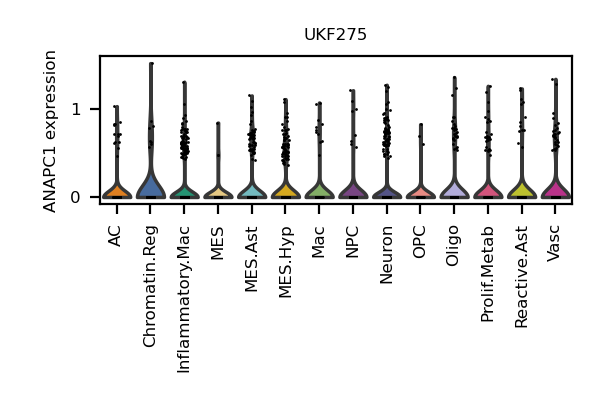 UKF275
ANAPC1 expression
1
0
AC
Chromatin.Reg
Inflammatory.Mac
MES
MES.Ast
MES.Hyp
Mac
NPC
Neuron
OPC
Oligo
Prolif.Metab
Reactive.Ast
Vasc